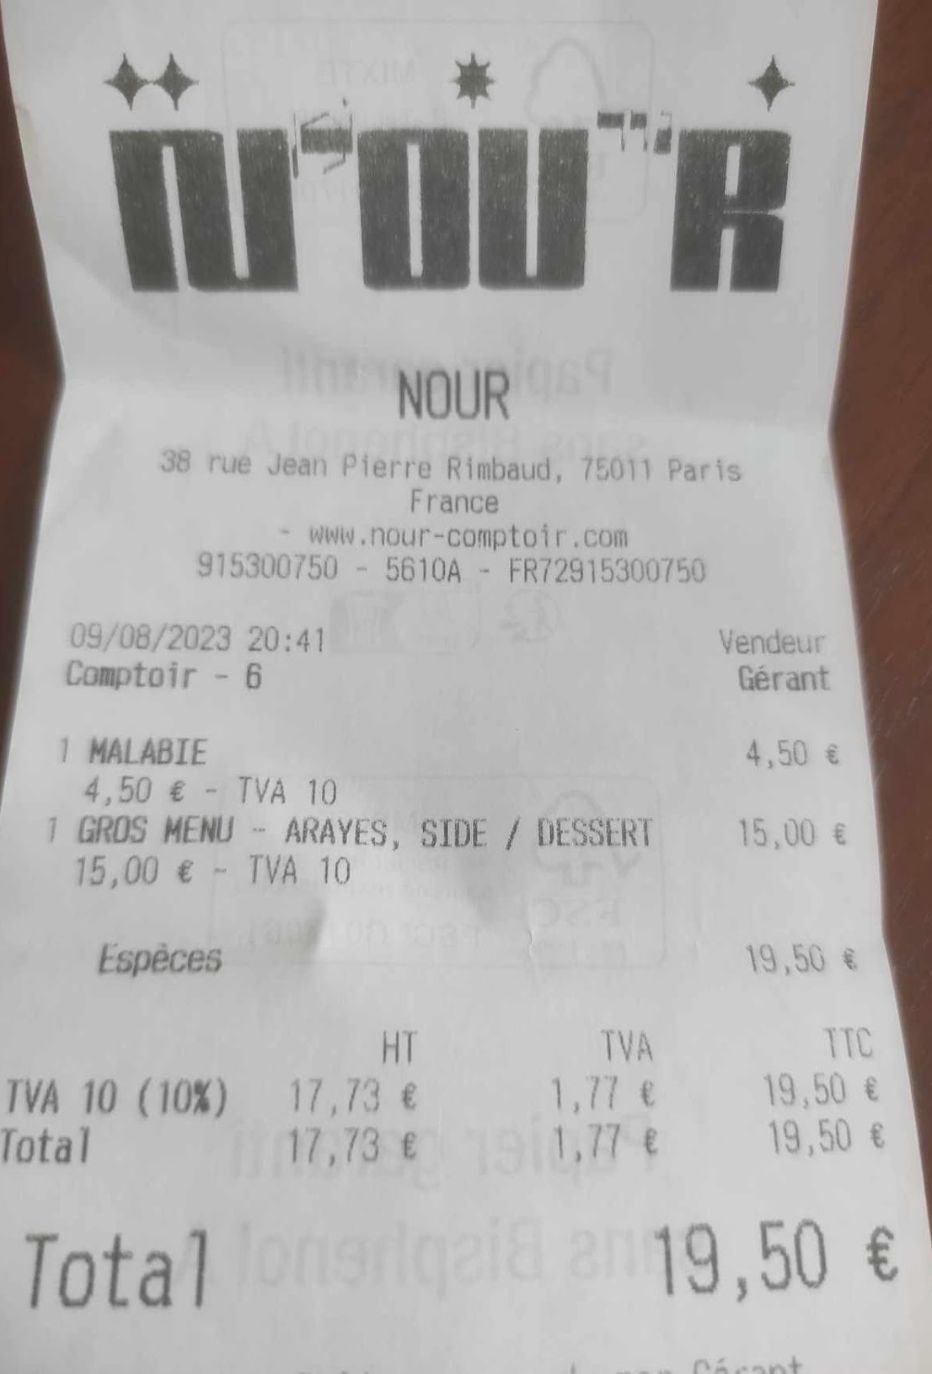 NOUR
NOUR
38 rue Jean Pierre Rimbaud, 75011 Paris
France
- www.nour-comptoir.com
915300750 - 5610A - FR72915300750
09/08/2023 20:41 Vendeur
Comptoir - 6 Gérant
1 MALABIE 4,50 €
4,50 € - TVA 10
1 GROS MENU - ARAYES, SIDE / DESSERT 15,00 €
15,00 € - TVA 10
Espèces 19,50 €
HT TVA TTC
TVA 10 (10%) 17,73 € 1,77 € 19,50 €
Total 17,73 € 1,77 € 19,50 €
Total 19,50 €
Gérant